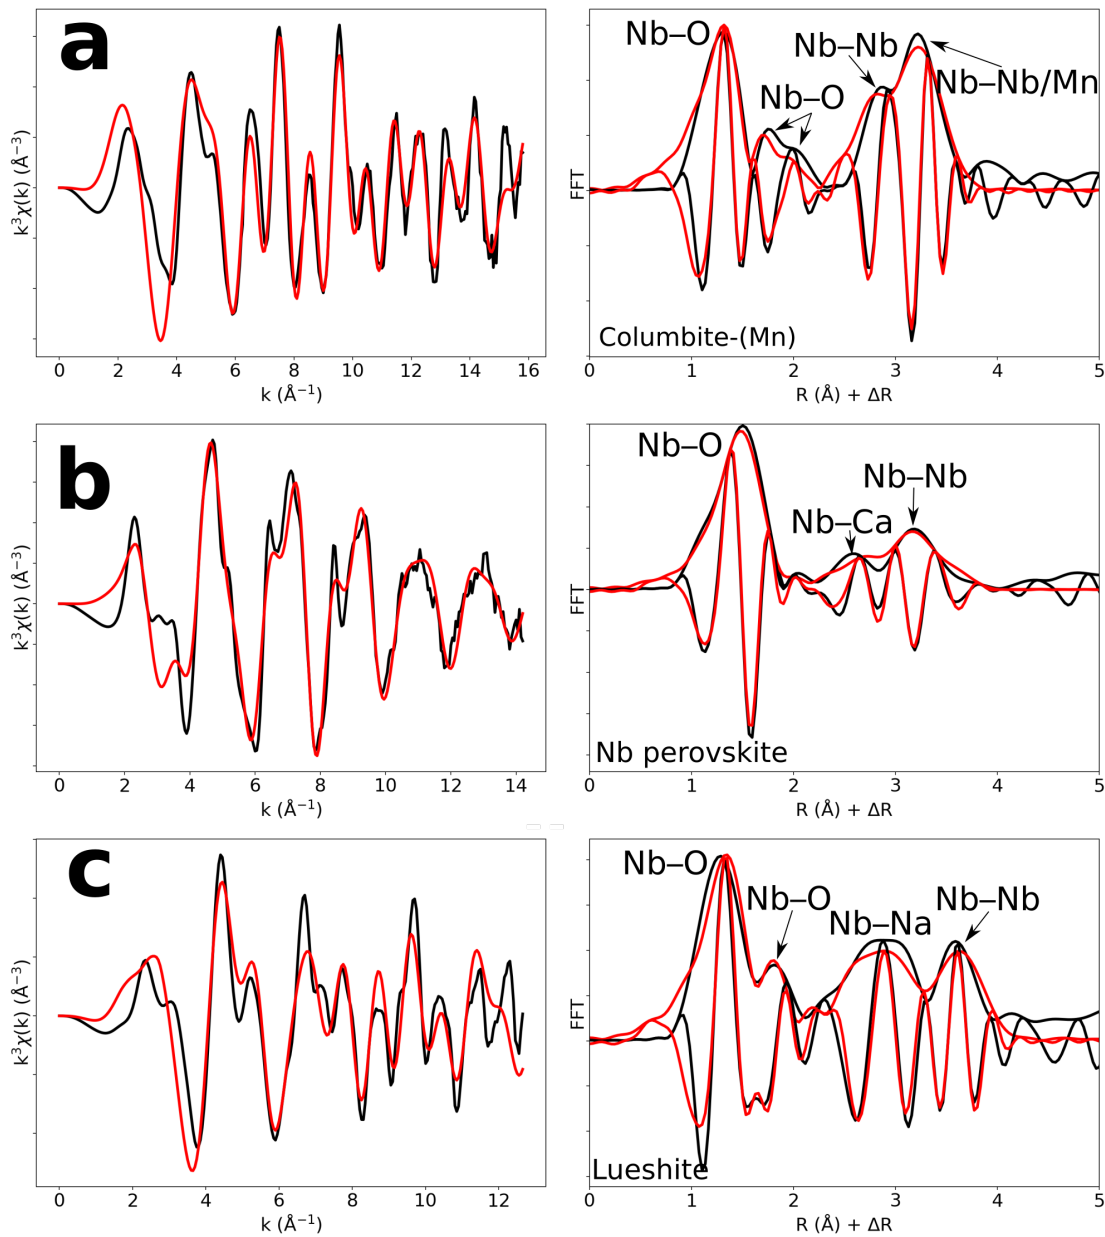 a
k³χ(k) (Å⁻³)
0 2 4 6 8 10 12 14 16
k (Å⁻¹)
Nb–O
Nb–Nb
Nb–O
Nb–Nb/Mn
FFT
Columbite-(Mn)
0 1 2 3 4 5
R (Å) + ΔR
b
k³χ(k) (Å⁻³)
0 2 4 6 8 10 12 14
k (Å⁻¹)
Nb–O
Nb–Nb
Nb–Ca
FFT
Nb perovskite
0 1 2 3 4 5
R (Å) + ΔR
c
k³χ(k) (Å⁻³)
0 2 4 6 8 10 12
k (Å⁻¹)
Nb–O
Nb–O
Nb–Nb
Nb–Na
FFT
Lueshite
0 1 2 3 4 5
R (Å) + ΔR